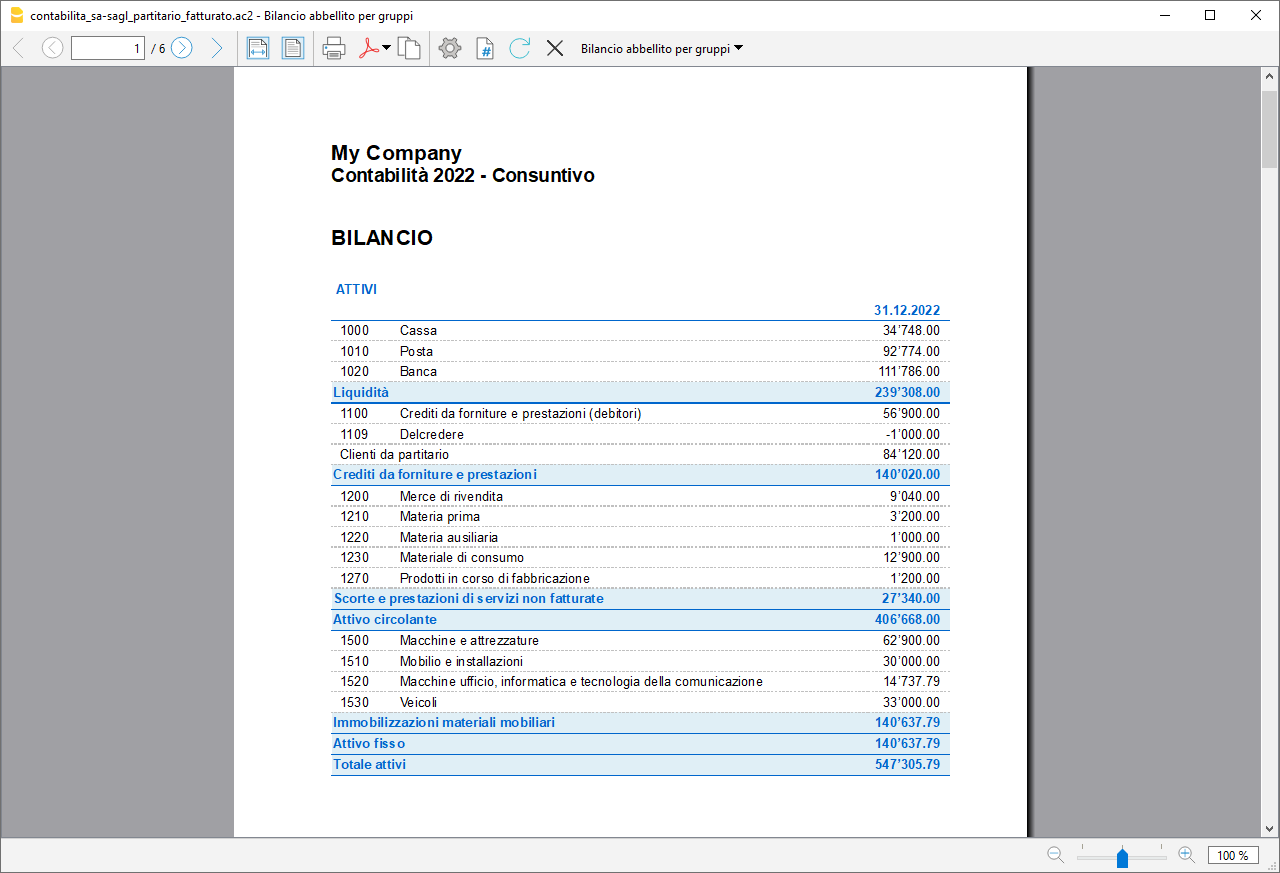 contabilita_sa-sagl_partitario_fatturato.ac2 - Bilancio abbellito per gruppi
1 / 6 Bilancio abbellito per gruppi
My Company
Contabilità 2022 - Consuntivo
BILANCIO
ATTIVI
31.12.2022
1000 Cassa 34'748.00
1010 Posta 92'774.00
1020 Banca 111'786.00
Liquidità 239'308.00
1100 Crediti da forniture e prestazioni (debitori) 56'900.00
1109 Delcredere -1'000.00
Clienti da partitario 84'120.00
Crediti da forniture e prestazioni 140'020.00
1200 Merce di rivendita 9'040.00
1210 Materia prima 3'200.00
1220 Materia ausiliaria 1'000.00
1230 Materiale di consumo 12'900.00
1270 Prodotti in corso di fabbricazione 1'200.00
Scorte e prestazioni di servizi non fatturate 27'340.00
Attivo circolante 406'668.00
1500 Macchine e attrezzature 62'900.00
1510 Mobilio e installazioni 30'000.00
1520 Macchine ufficio, informatica e tecnologia della comunicazione 14'737.79
1530 Veicoli 33'000.00
Immobilizzazioni materiali mobiliari 140'637.79
Attivo fisso 140'637.79
Totale attivi 547'305.79
100 %